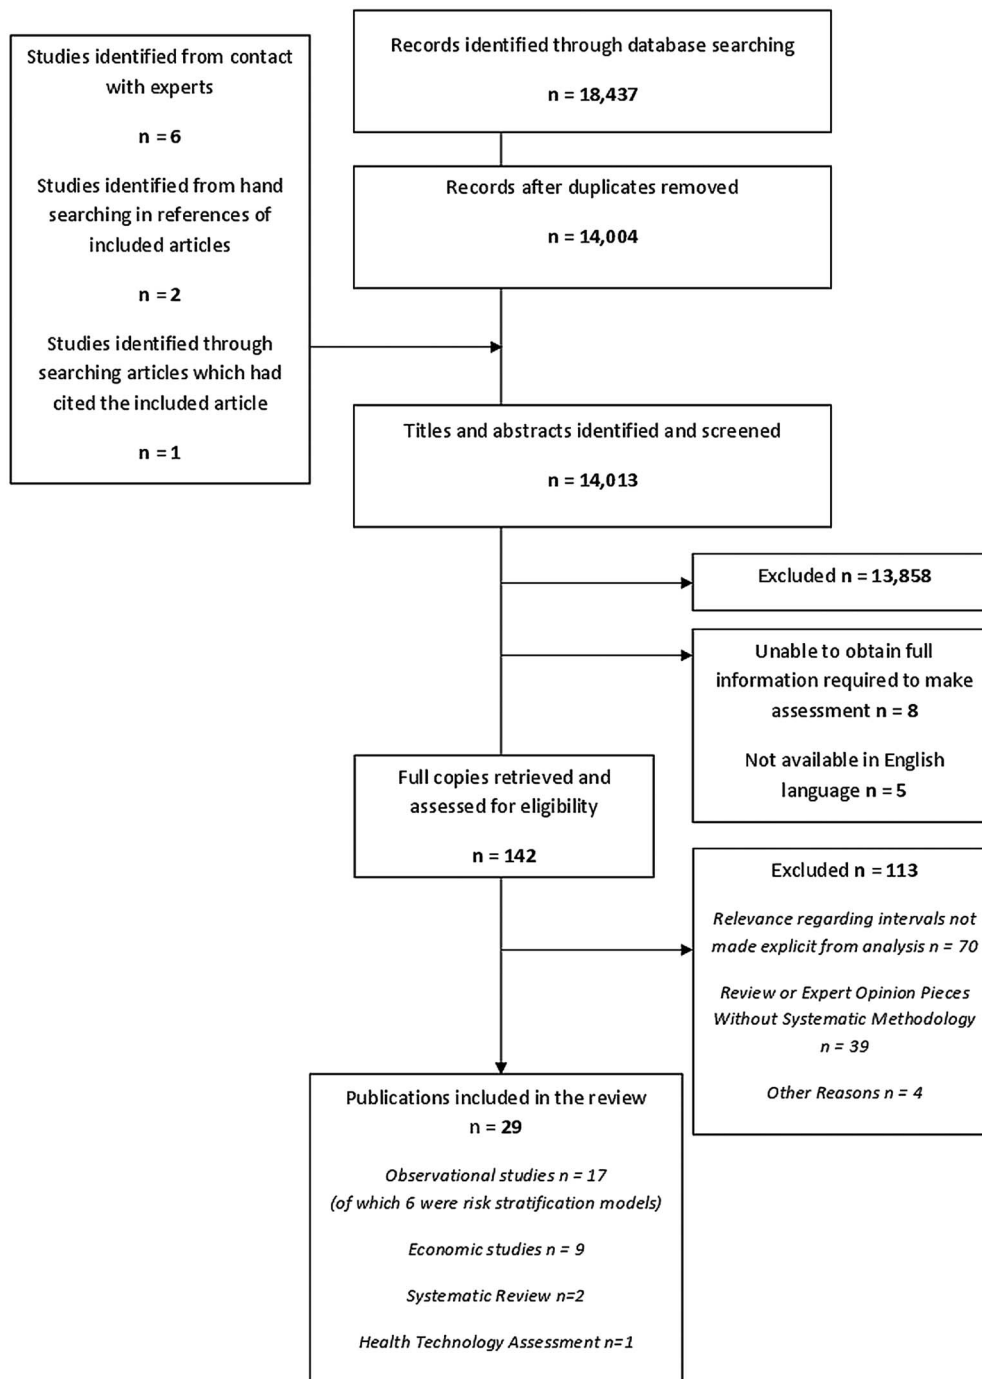 Studies identified from contact
with experts
n = 6
Studies identified from hand
searching in references of
included articles
n = 2
Studies identified through
searching articles which had
cited the included article
n = 1
Records identified through database searching
n = 18,437
Records after duplicates removed
n = 14,004
Titles and abstracts identified and screened
n = 14,013
Excluded n = 13,858
Unable to obtain full
information required to make
assessment n = 8
Not available in English
language n = 5
Full copies retrieved and
assessed for eligibility
n = 142
Excluded n = 113
Relevance regarding intervals not
made explicit from analysis n = 70
Review or Expert Opinion Pieces
Without Systematic Methodology
n = 39
Other Reasons n = 4
Publications included in the review
n = 29
Observational studies n = 17
(of which 6 were risk stratification models)
Economic studies n = 9
Systematic Review n=2
Health Technology Assessment n=1